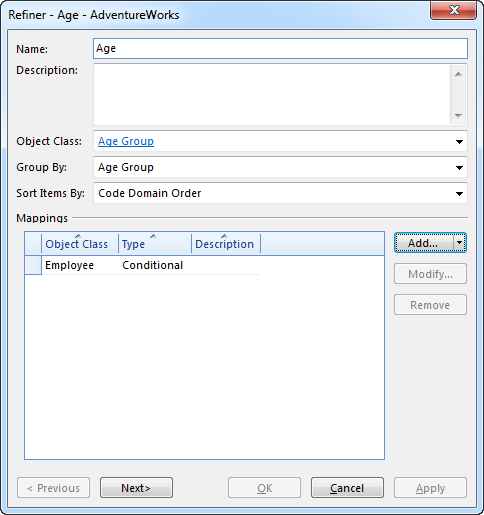 Refiner - Age - AdventureWorks
Name: Age
Description:
Object Class: Age Group
Group By: Age Group
Sort Items By: Code Domain Order
Mappings
Object Class Type Description
Employee Conditional
Add...
Modify...
Remove
< Previous Next> OK Cancel Apply